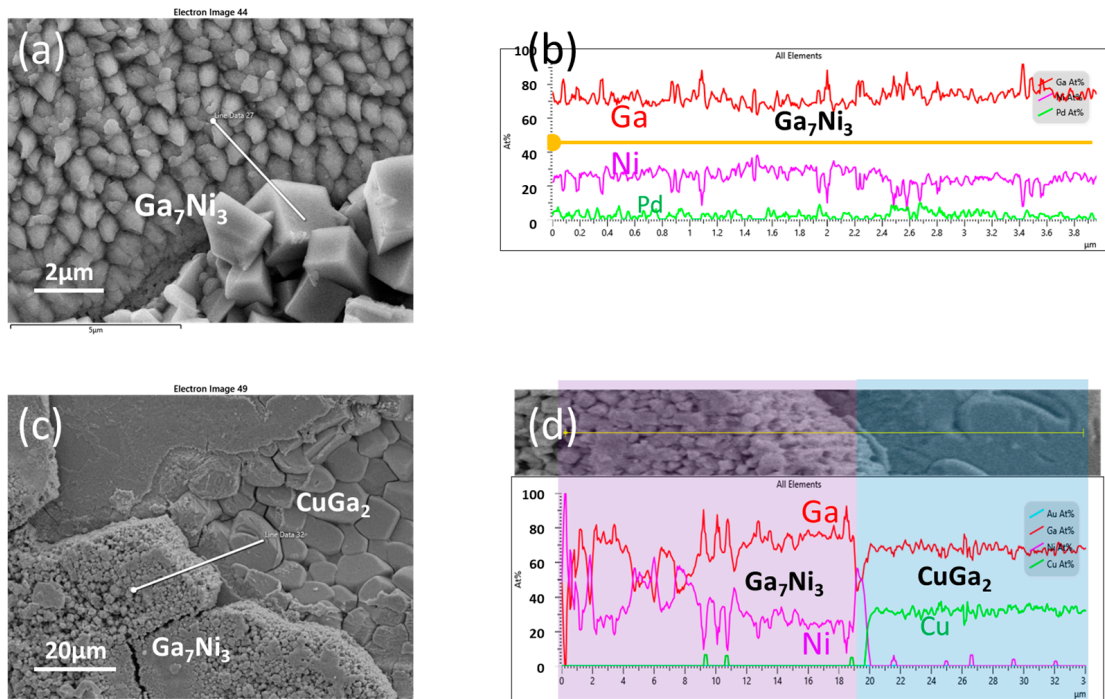 Electron Image 44
(a)
Line Data 27
Ga7Ni3
2µm
5µm
(b)
All Elements
Ga At%
Ni At%
Pd At%
Ga
Ga7Ni3
Ni
Pd
At%
100
80
60
40
20
0
0 0.2 0.4 0.6 0.8 1 1.2 1.4 1.6 1.8 2 2.2 2.4 2.6 2.8 3 3.2 3.4 3.6 3.8
µm
Electron Image 49
(c)
CuGa2
Line Data 32
Ga7Ni3
20µm
(d)
All Elements
Au At%
Ga At%
Ni At%
Cu At%
Ga
Ga7Ni3
CuGa2
Ni
Cu
At%
100
80
60
40
20
0
0 2 4 6 8 10 12 14 16 18 20 22 24 26 28 30 32 3
µm